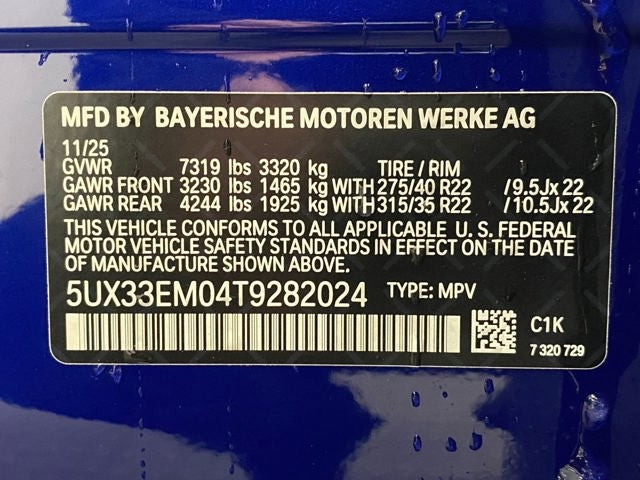 MFD BY BAYERISCHE MOTOREN WERKE AG
11/25
GVWR 7319 lbs 3320 kg TIRE / RIM
GAWR FRONT 3230 lbs 1465 kg WITH 275/40 R22 /9.5Jx 22
GAWR REAR 4244 lbs 1925 kg WITH 315/35 R22 /10.5Jx 22
THIS VEHICLE CONFORMS TO ALL APPLICABLE U. S. FEDERAL
MOTOR VEHICLE SAFETY STANDARDS IN EFFECT ON THE DATE
OF MANUFACTURE SHOWN ABOVE.
5UX33EM04T9282024 TYPE: MPV
C1K
7 320 729